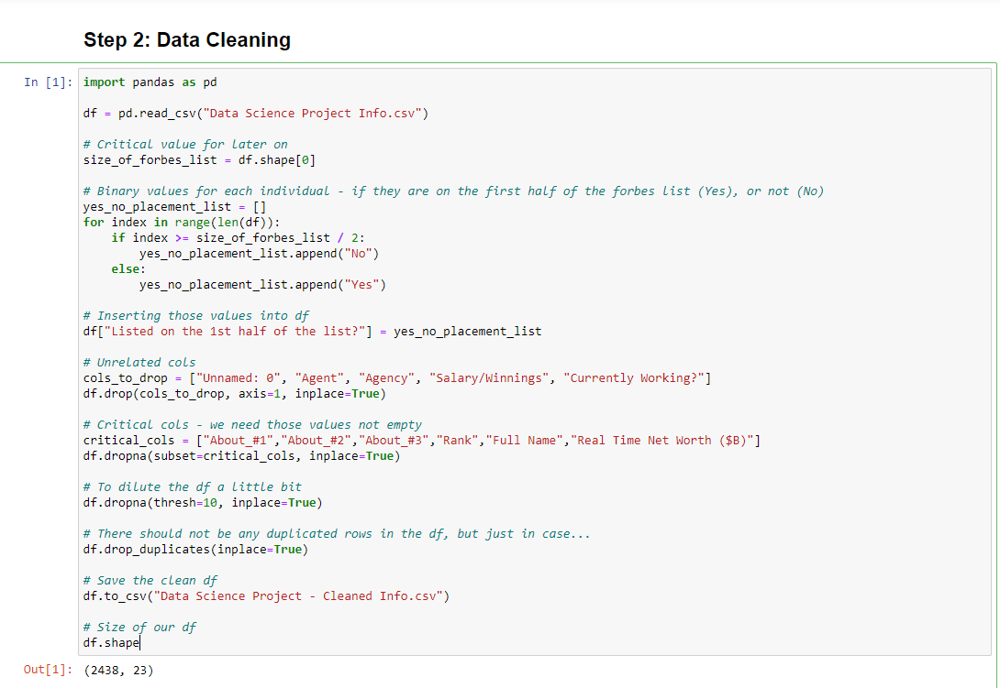 Step 2: Data Cleaning
In [1]: import pandas as pd
df = pd.read_csv("Data Science Project Info.csv")
# Critical value for later on
size_of_forbes_list = df.shape[0]
# Binary values for each individual - if they are on the first half of the forbes list (Yes), or not (No)
yes_no_placement_list = []
for index in range(len(df)):
    if index >= size_of_forbes_list / 2:
        yes_no_placement_list.append("No")
    else:
        yes_no_placement_list.append("Yes")
# Inserting those values into df
df["Listed on the 1st half of the list?"] = yes_no_placement_list
# Unrelated cols
cols_to_drop = ["Unnamed: 0", "Agent", "Agency", "Salary/Winnings", "Currently Working?"]
df.drop(cols_to_drop, axis=1, inplace=True)
# Critical cols - we need those values not empty
critical_cols = ["About_#1","About_#2","About_#3","Rank","Full Name","Real Time Net Worth ($B)"]
df.dropna(subset=critical_cols, inplace=True)
# To dilute the df a little bit
df.dropna(thresh=10, inplace=True)
# There should not be any duplicated rows in the df, but just in case...
df.drop_duplicates(inplace=True)
# Save the clean df
df.to_csv("Data Science Project - Cleaned Info.csv")
# Size of our df
df.shape
Out[1]: (2438, 23)